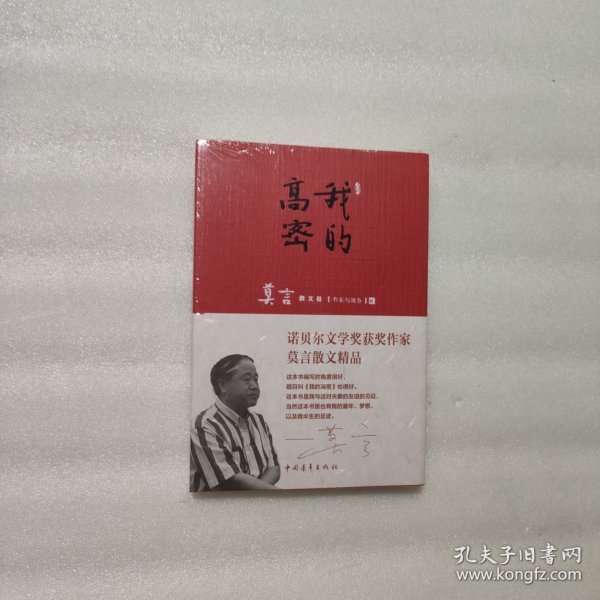 我的
高密
莫言
散文卷【作家与故乡】
诺贝尔文学奖获奖作家
莫言散文精品
这本书编写的角度很好,
题目叫《我的高密》也很好。
这本书是我与这对夫妻的友谊的见证,
当然这本书里也有我的童年、梦想,
以及我半生的足迹。
莫言
中国青年出版社
孔夫子旧书网
www.kongfz.com